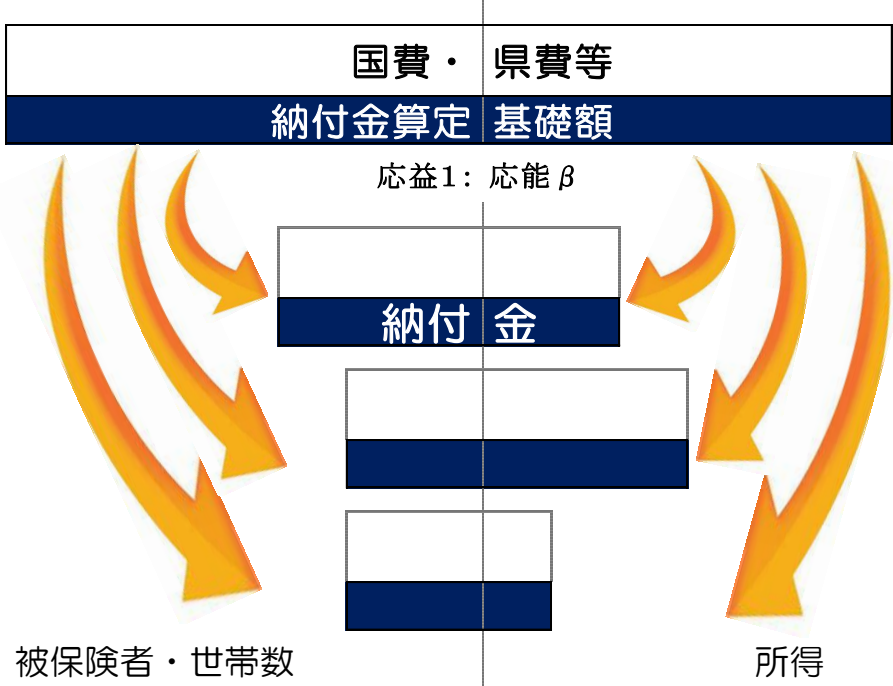 国費・県費等
納付金算定基礎額
応益1：応能β
納付金
被保険者・世帯数
所得